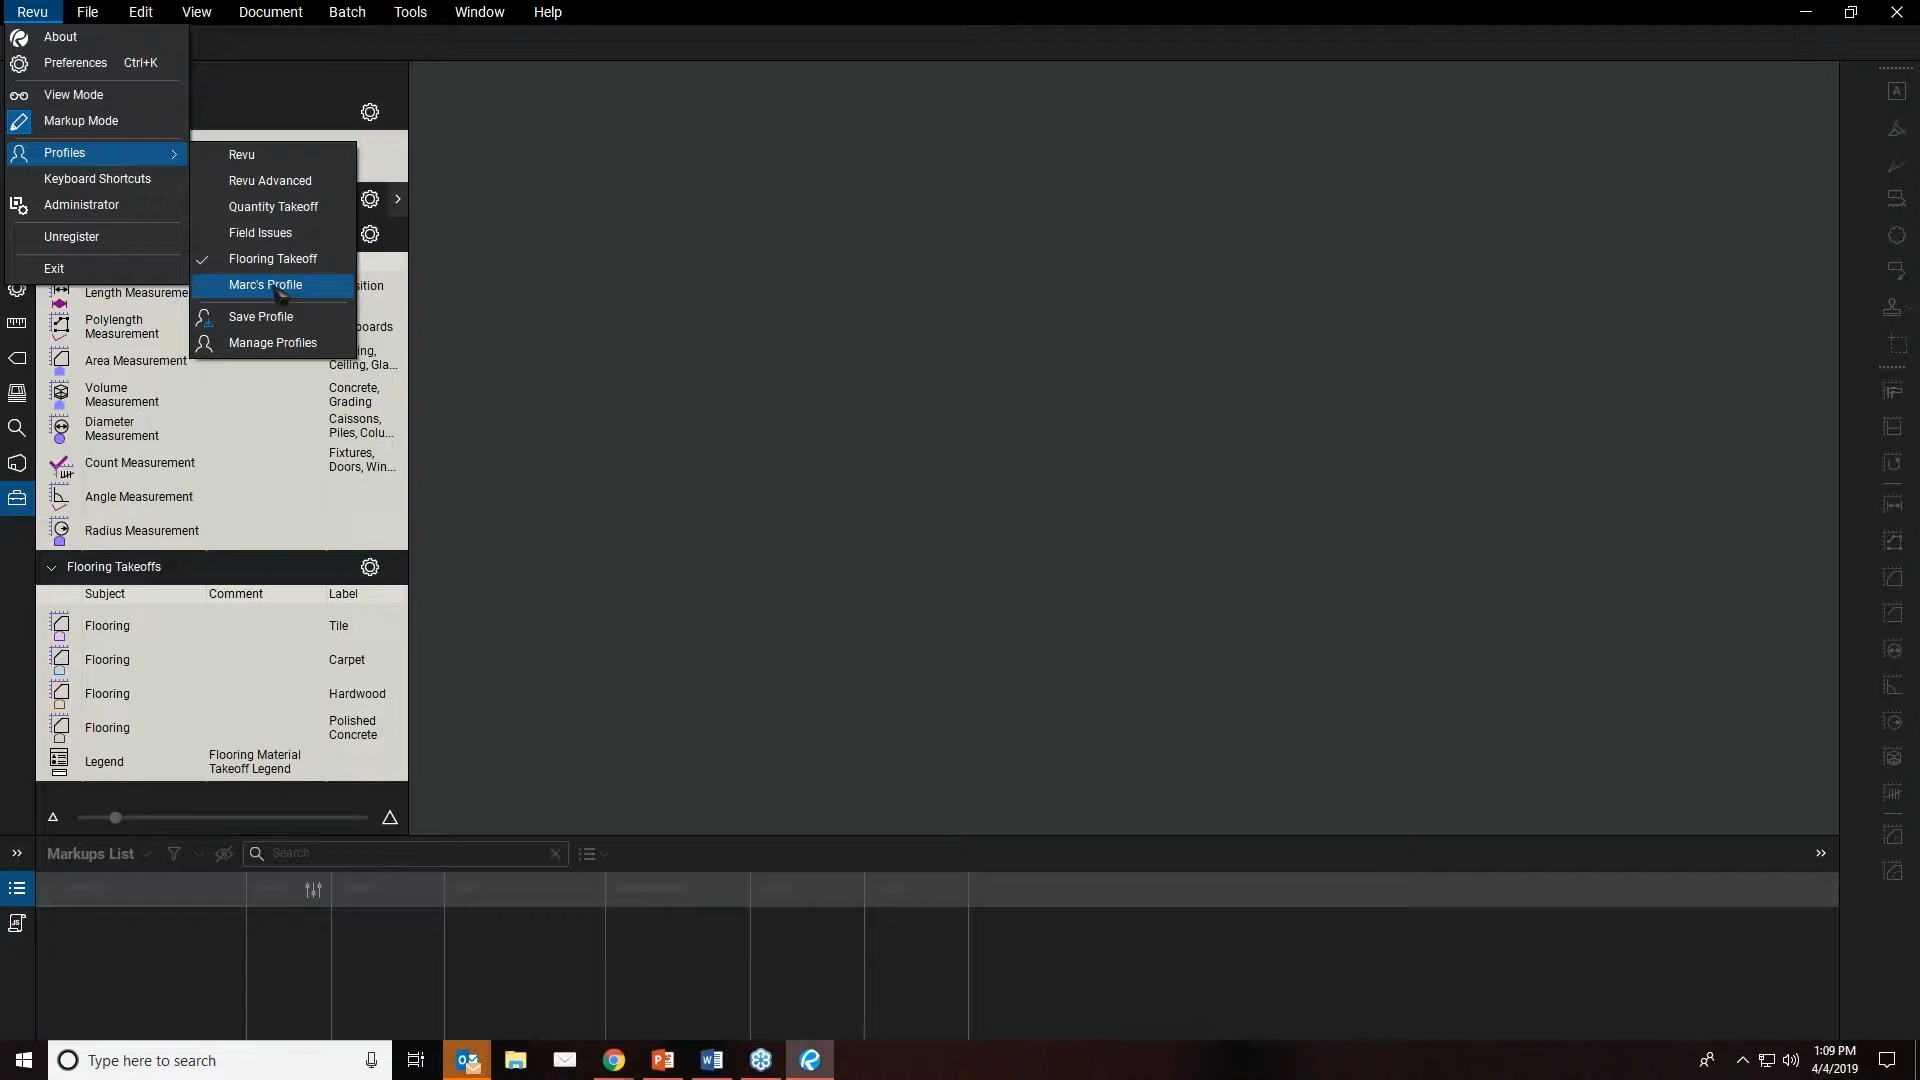 Revu File Edit View Document Batch Tools Window Help
About
Preferences Ctrl+K
View Mode
Markup Mode
Profiles
Keyboard Shortcuts
Administrator
Unregister
Exit
Revu
Revu Advanced
Quantity Takeoff
Field Issues
Flooring Takeoff
Marc's Profile
Save Profile
Manage Profiles
Length Measureme
Polylength
Measurement
Area Measurement
Ceiling, Gla...
Volume
Measurement
Concrete,
Grading
Diameter
Measurement
Caissons,
Piles, Colu...
Count Measurement
Fixtures,
Doors, Win...
Angle Measurement
Radius Measurement
Flooring Takeoffs
Subject Comment Label
Flooring Tile
Flooring Carpet
Flooring Hardwood
Flooring Polished
Concrete
Legend Flooring Material
Takeoff Legend
Markups List Search
Type here to search
1:09 PM
4/4/2019